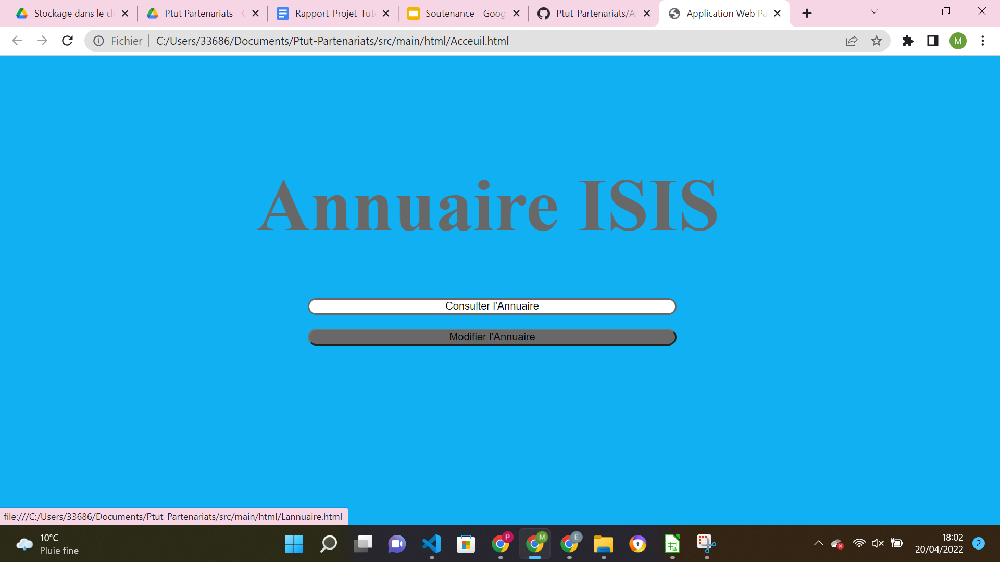 Stockage dans le cl
Ptut Partenariats - G
Rapport_Projet_Tut
Soutenance - Goog
Ptut-Partenariats/Ac
Application Web Pa
Fichier
C:/Users/33686/Documents/Ptut-Partenariats/src/main/html/Acceuil.html
M
Annuaire ISIS
Consulter l'Annuaire
Modifier l'Annuaire
file:///C:/Users/33686/Documents/Ptut-Partenariats/src/main/html/Lannuaire.html
10°C
Pluie fine
P
M
E
18:02
20/04/2022
2